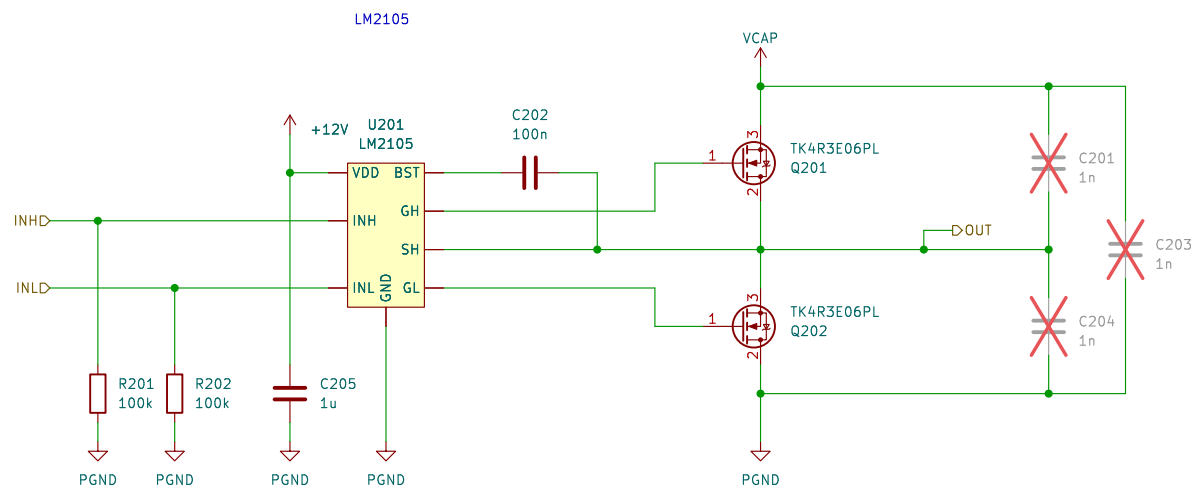 LM2105
VCAP
+12V
U201
LM2105
C202
100n
VDD
BST
INH
GH
SH
INL
GND
GL
INH
INL
1
3
2
TK4R3E06PL
Q201
C201
1n
OUT
C203
1n
1
3
2
TK4R3E06PL
Q202
C204
1n
R201
100k
R202
100k
C205
1u
PGND
PGND
PGND
PGND
PGND